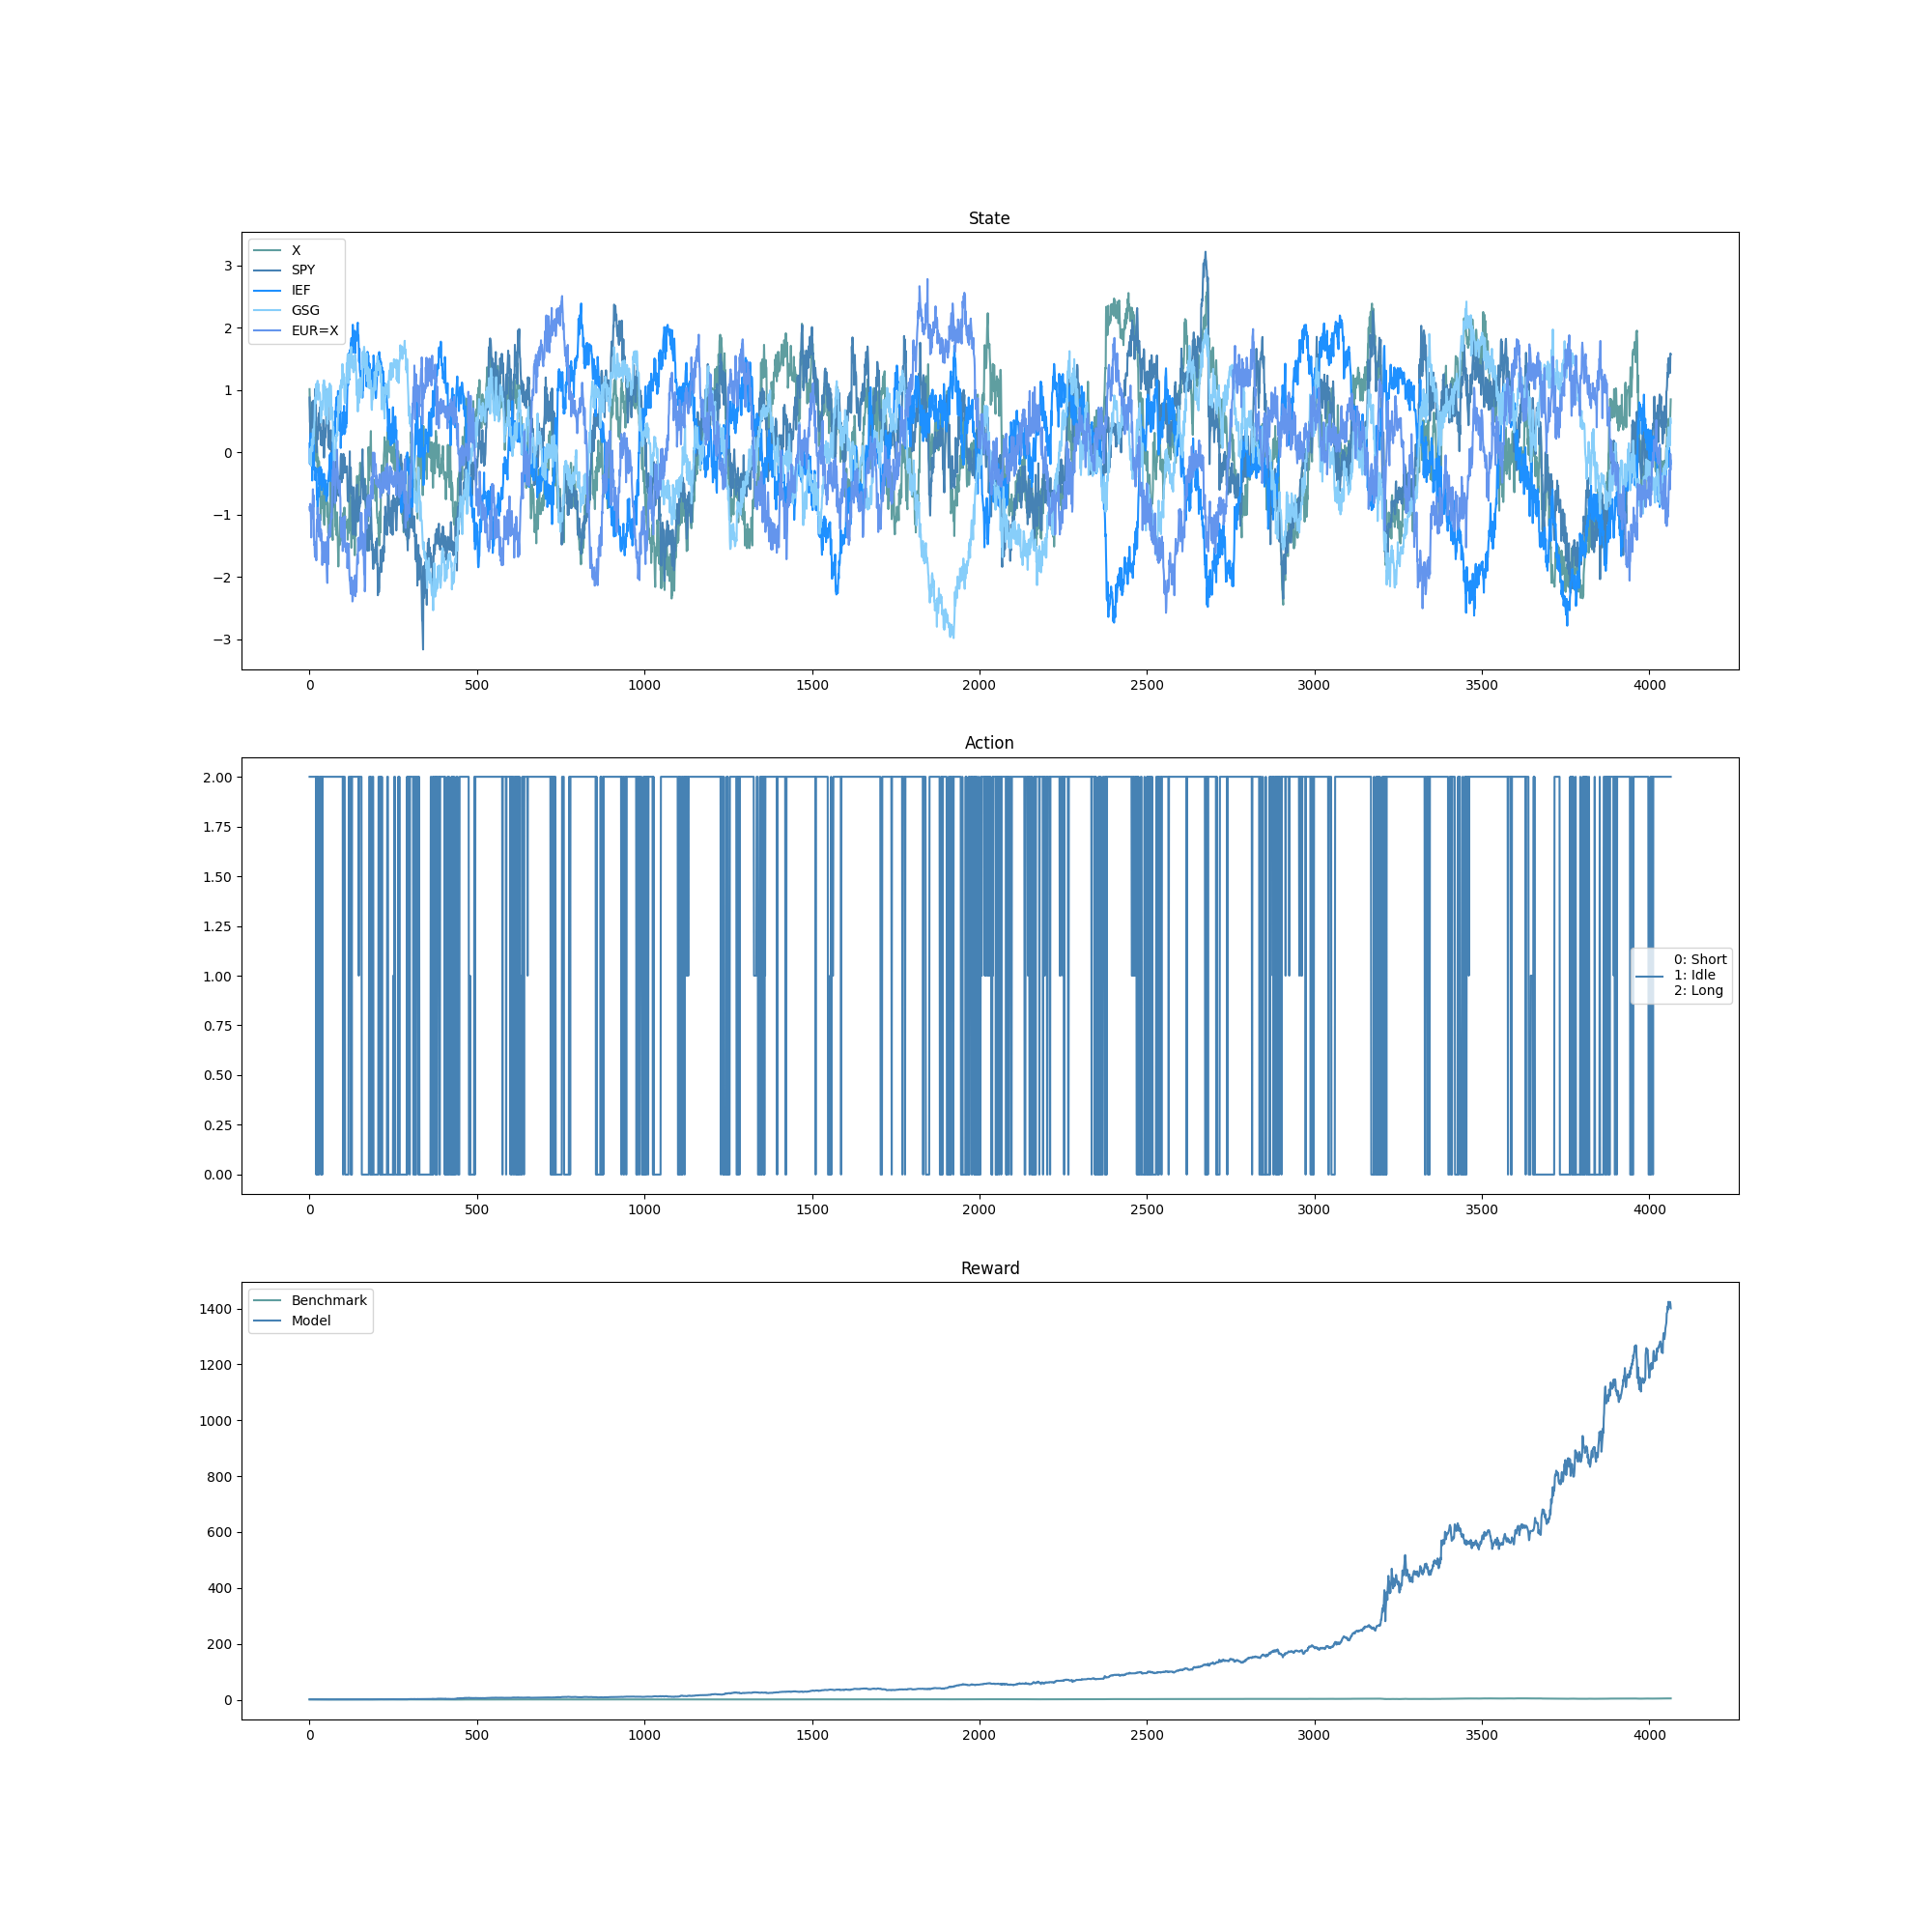 State
X
SPY
IEF
GSG
EUR=X
3
2
1
0
−1
−2
−3
0 500 1000 1500 2000 2500 3000 3500 4000
Action
2.00
1.75
1.50
1.25
1.00
0.75
0.50
0.25
0.00
0: Short
1: Idle
2: Long
0 500 1000 1500 2000 2500 3000 3500 4000
Reward
Benchmark
Model
1400
1200
1000
800
600
400
200
0
0 500 1000 1500 2000 2500 3000 3500 4000